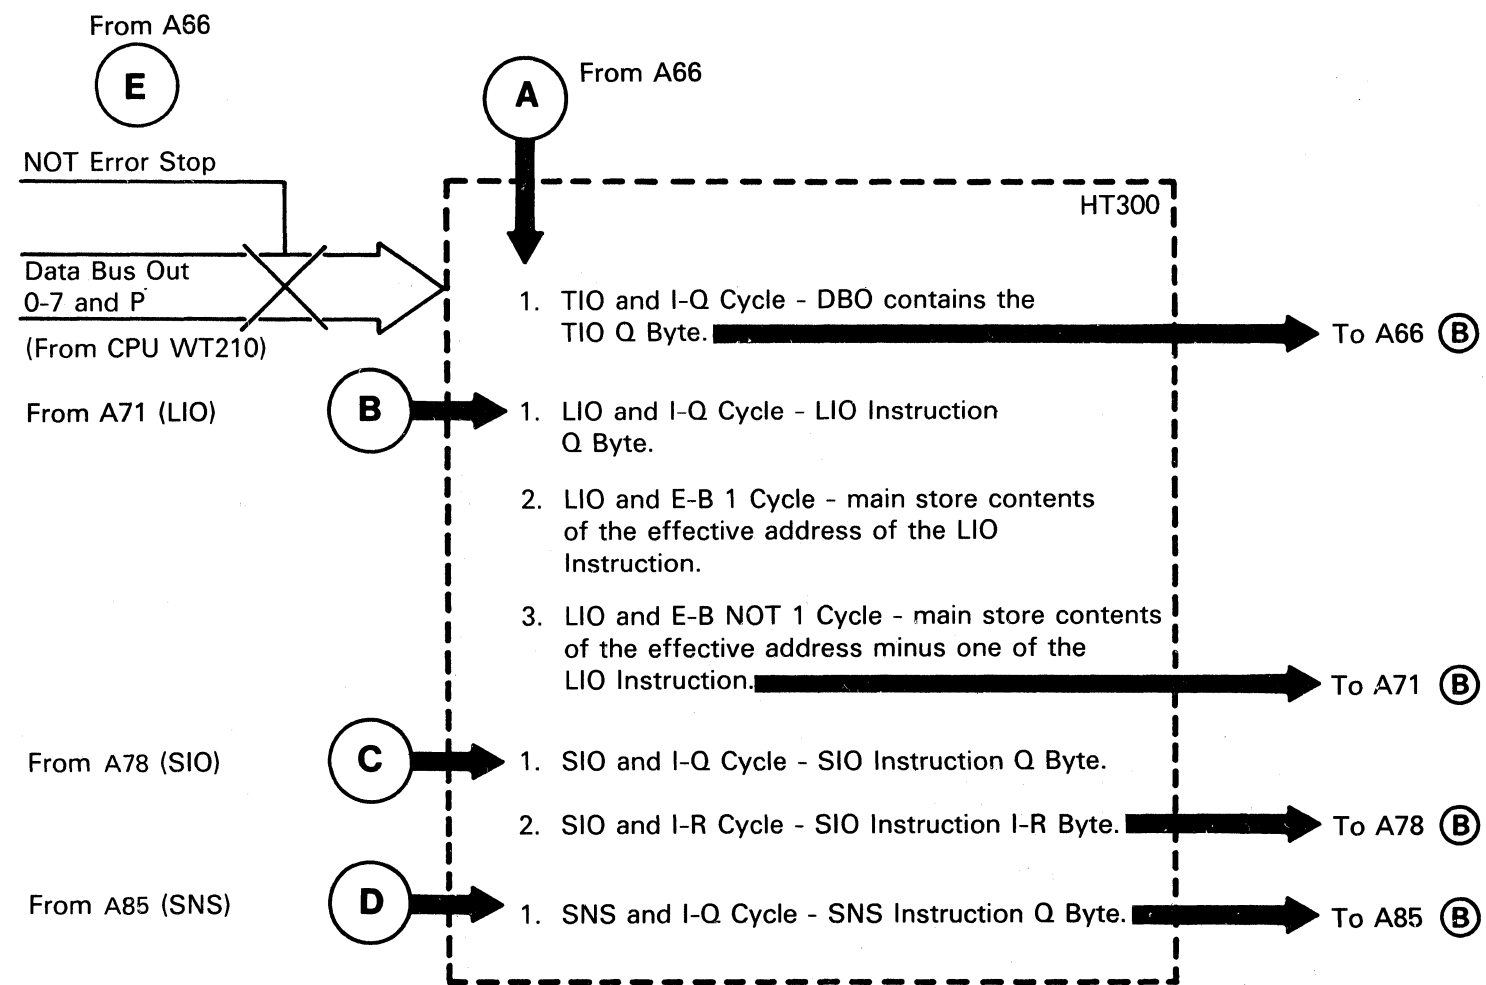 From A66
E
A
From A66
NOT Error Stop
HT300
Data Bus Out
0-7 and P
(From CPU WT210)
1. TIO and I-Q Cycle - DBO contains the
TIO Q Byte.
To A66 B
From A71 (LIO)
B
1. LIO and I-Q Cycle - LIO Instruction
Q Byte.
2. LIO and E-B 1 Cycle - main store contents
of the effective address of the LIO
Instruction.
3. LIO and E-B NOT 1 Cycle - main store contents
of the effective address minus one of the
LIO Instruction.
To A71 B
From A78 (SIO)
C
1. SIO and I-Q Cycle - SIO Instruction Q Byte.
2. SIO and I-R Cycle - SIO Instruction I-R Byte.
To A78 B
From A85 (SNS)
D
1. SNS and I-Q Cycle - SNS Instruction Q Byte.
To A85 B